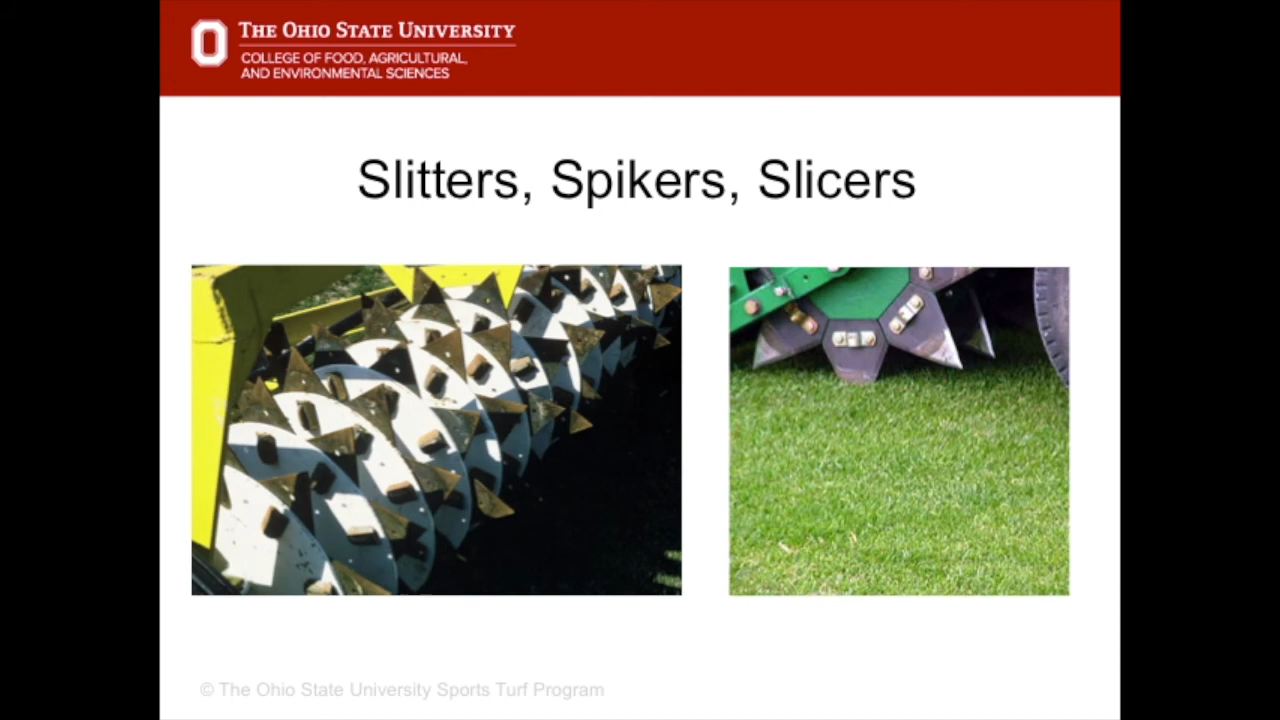 THE OHIO STATE UNIVERSITY
COLLEGE OF FOOD, AGRICULTURAL,
AND ENVIRONMENTAL SCIENCES
Slitters, Spikers, Slicers
© The Ohio State University Sports Turf Program